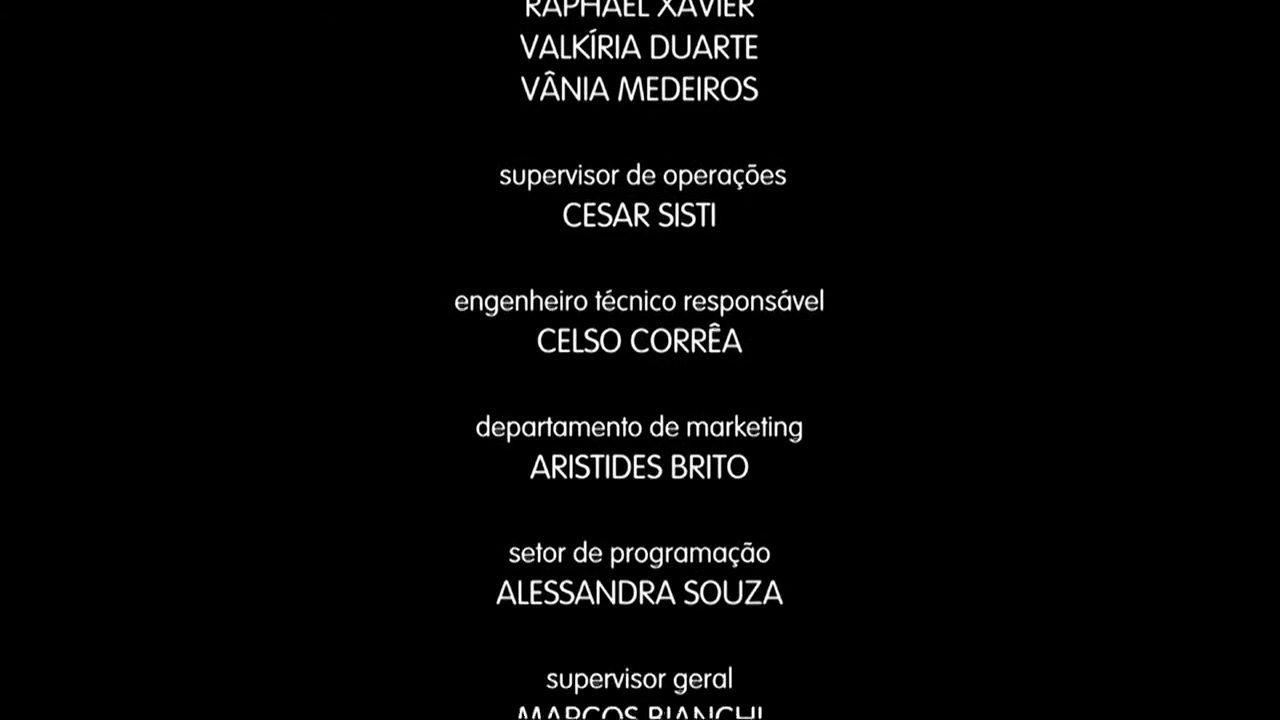 RAPHAEL XAVIER
VALKÍRIA DUARTE
VÂNIA MEDEIROS
supervisor de operações
CESAR SISTI
engenheiro técnico responsável
CELSO CORRÊA
departamento de marketing
ARISTIDES BRITO
setor de programação
ALESSANDRA SOUZA
supervisor geral
MARCOS BIANCHI